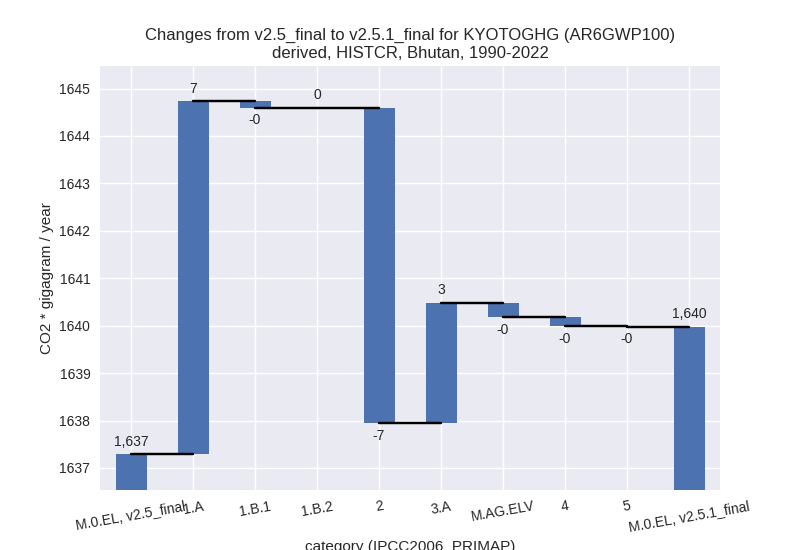 Changes from v2.5_final to v2.5.1_final for KYOTOGHG (AR6GWP100)
derived, HISTCR, Bhutan, 1990-2022
CO2 * gigagram / year
1645
1644
1643
1642
1641
1640
1639
1638
1637
1,637
7
-0
0
-7
3
-0
-0
-0
1,640
M.0.EL, v2.5_final
1.A
1.B.1
1.B.2
2
3.A
M.AG.ELV
4
5
M.0.EL, v2.5.1_final
category (IPCC2006_PRIMAP)